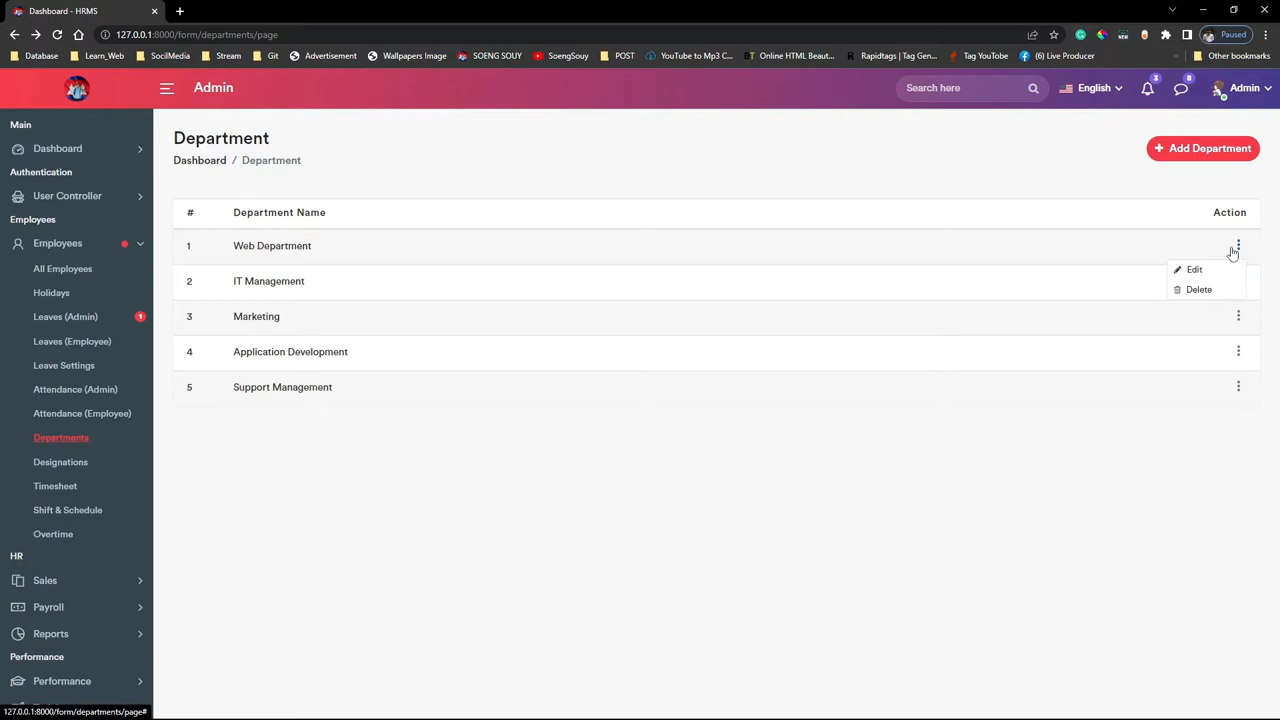 Dashboard - HRMS
127.0.0.1:8000/form/departments/page
Paused
Database
Learn_Web
SocilMedia
Stream
Git
Advertisement
Wallpapers Image
SOENG SOUY
SoengSouy
POST
YouTube to Mp3 C...
Online HTML Beaut...
Rapidtags | Tag Gen...
Tag YouTube
Live Producer
Other bookmarks
Admin
Search here
English
3
8
Admin
Main
Dashboard
Authentication
User Controller
Employees
Employees
All Employees
Holidays
Leaves (Admin)
1
Leaves (Employee)
Leave Settings
Attendance (Admin)
Attendance (Employee)
Departments
Designations
Timesheet
Shift & Schedule
Overtime
HR
Sales
Payroll
Reports
Performance
Performance
127.0.0.1:8000/form/departments/page#
Department
Dashboard / Department
+ Add Department
# Department Name Action
1 Web Department
Edit
Delete
2 IT Management
3 Marketing
4 Application Development
5 Support Management